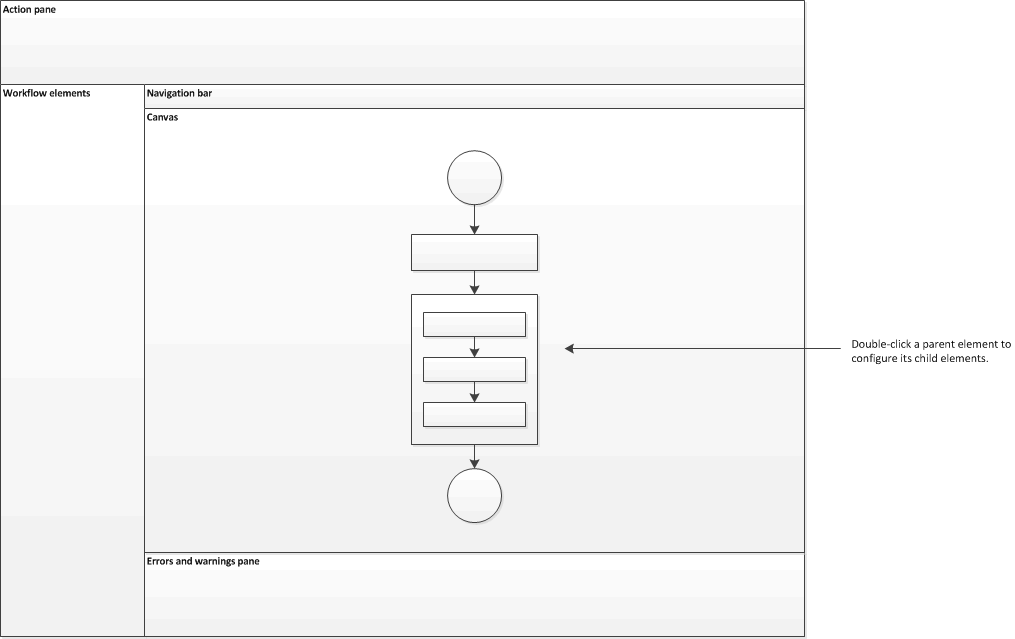 Action pane
Workflow elements
Navigation bar
Canvas
Double-click a parent element to
configure its child elements.
Errors and warnings pane